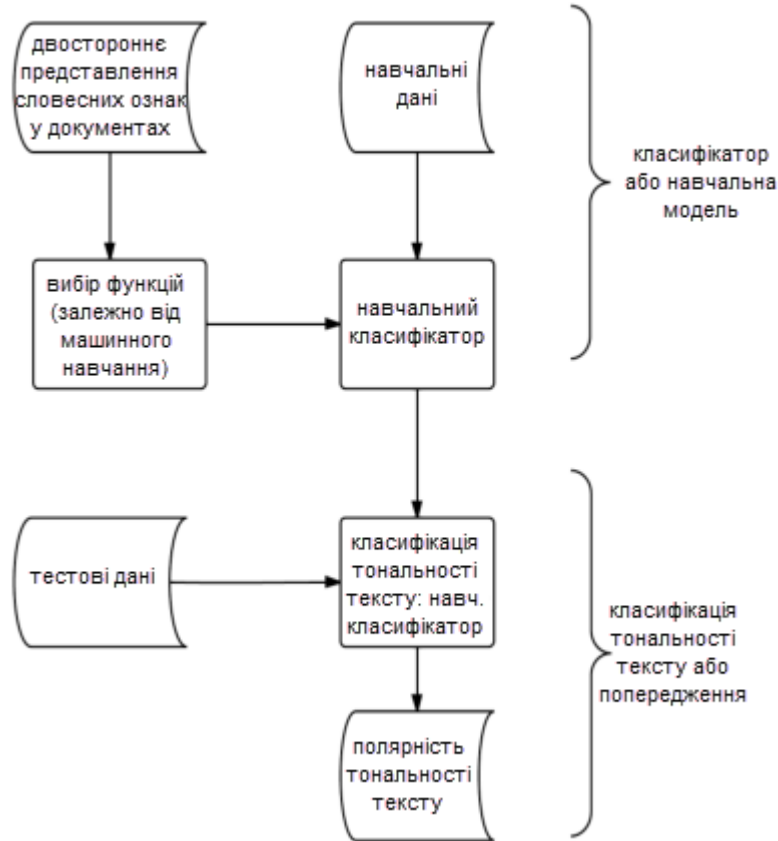 двостороннє
представлення
словесних ознак
у документах
навчальні
дані
класифікатор
або навчальна
модель
вибір функцій
(залежно від
машинного
навчання)
навчальний
класифікатор
тестові дані
класифікація
тональності
тексту: навч.
класифікатор
класифікація
тональності
тексту або
попередження
полярність
тональності
тексту